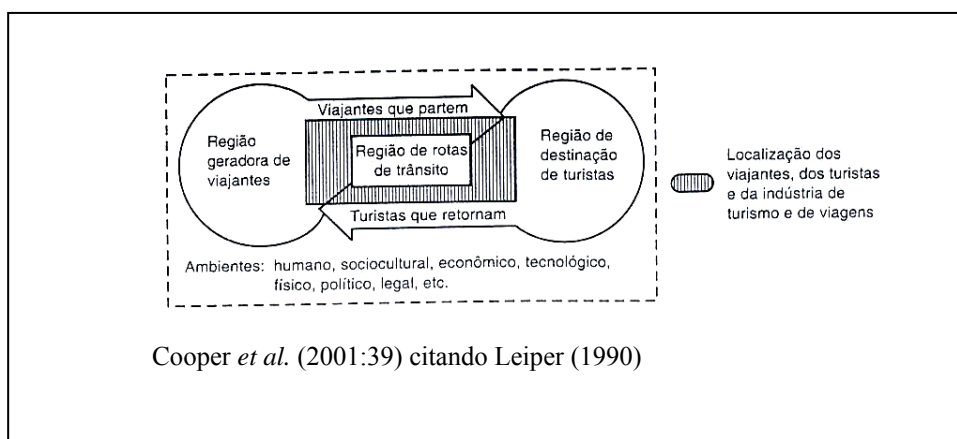 Viajantes que partem
Região
geradora de
viajantes
Região de rotas
de trânsito
Região de
destinação
de turistas
Turistas que retornam
Ambientes: humano, sociocultural, econômico, tecnológico,
físico, político, legal, etc.
Localização dos
viajantes, dos turistas
e da indústria de
turismo e de viagens
Cooper et al. (2001:39) citando Leiper (1990)